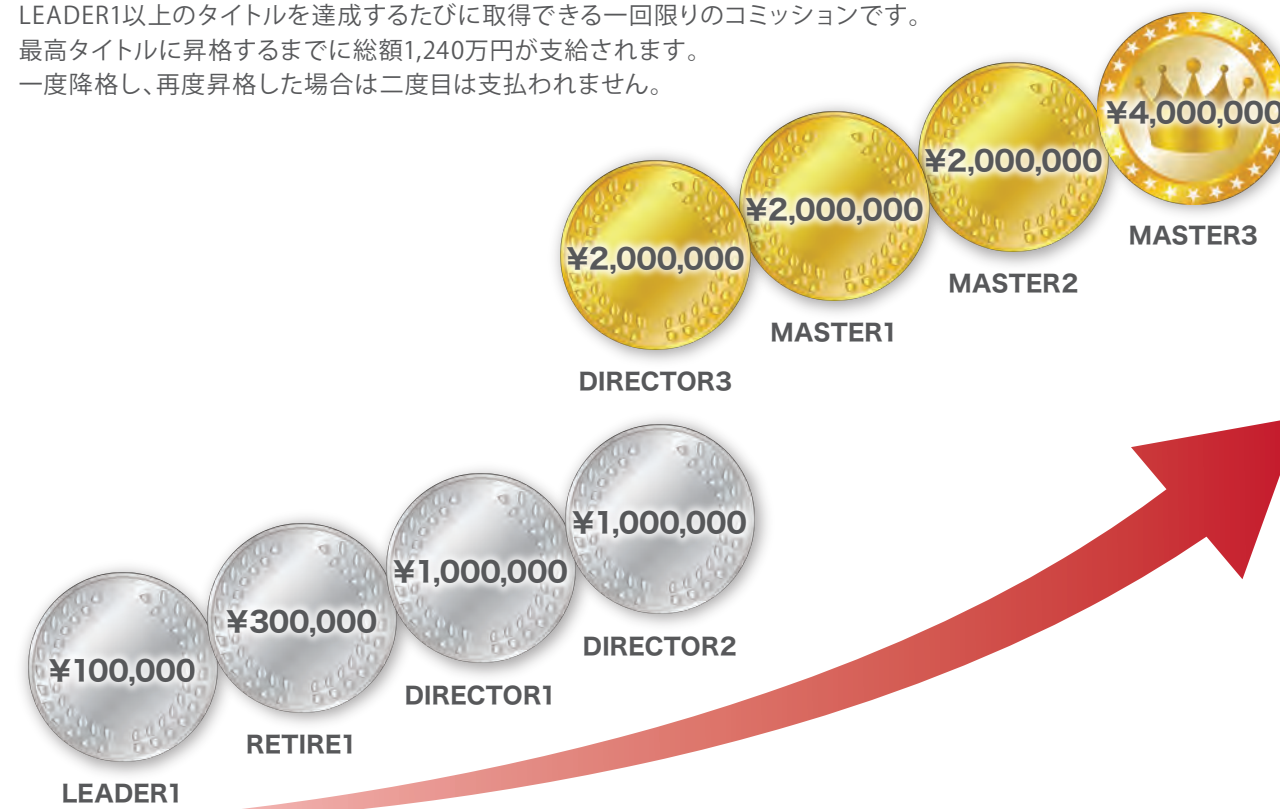 LEADER1以上のタイトルを達成するたびに取得できる一回限りのコミッションです。
最高タイトルに昇格するまでに総額1,240万円が支給されます。
一度降格し、再度昇格した場合は二度目は支払われません。
¥4,000,000
MASTER3
¥2,000,000
MASTER2
¥2,000,000
MASTER1
¥2,000,000
DIRECTOR3
¥1,000,000
DIRECTOR2
¥1,000,000
DIRECTOR1
¥300,000
RETIRE1
¥100,000
LEADER1